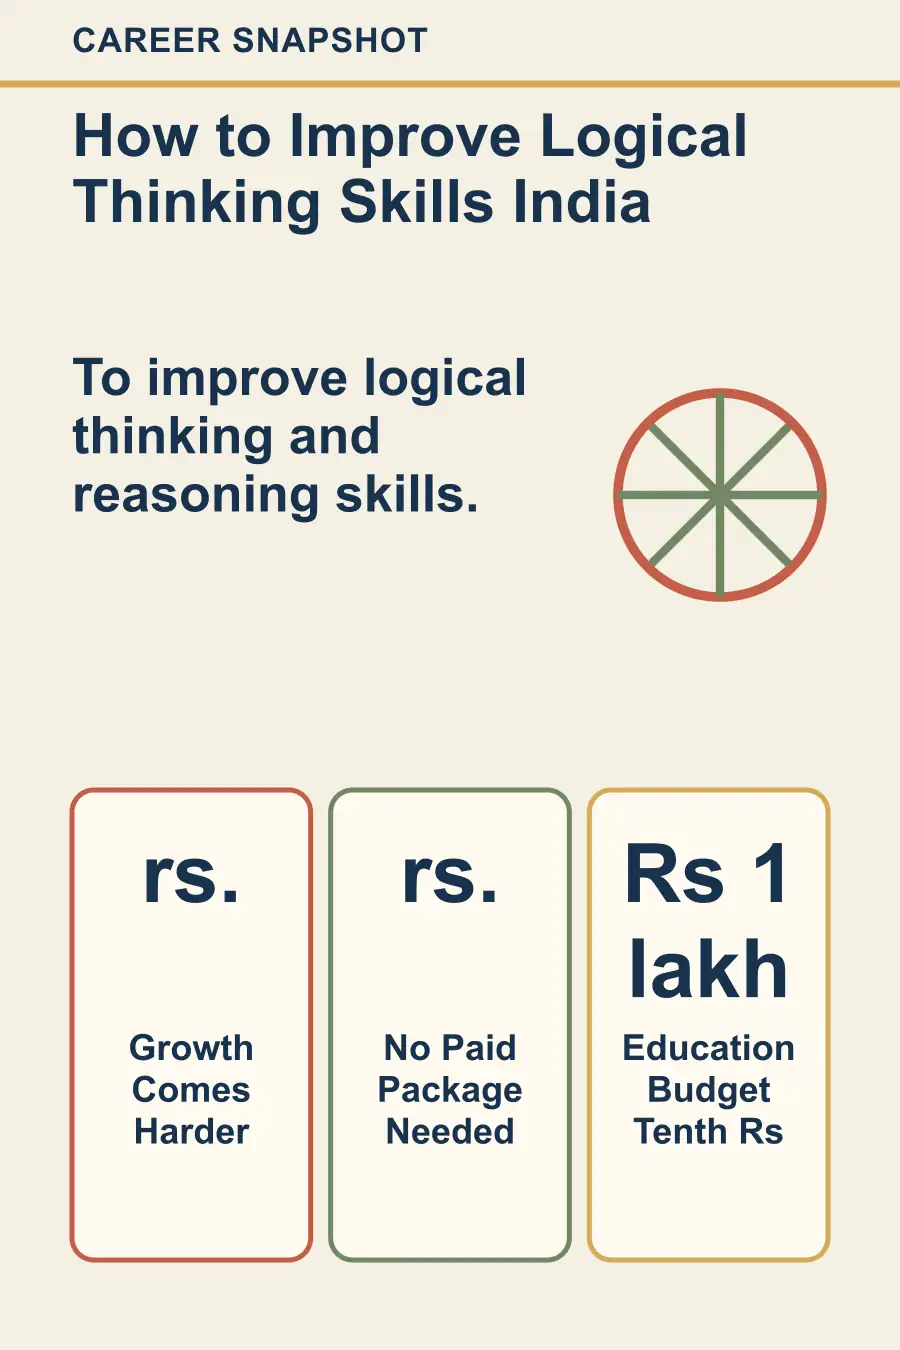 CAREER SNAPSHOT
How to Improve Logical
Thinking Skills India
To improve logical
thinking and
reasoning skills.
rs.
Growth
Comes
Harder
rs.
No Paid
Package
Needed
Rs 1
lakh
Education
Budget
Tenth Rs